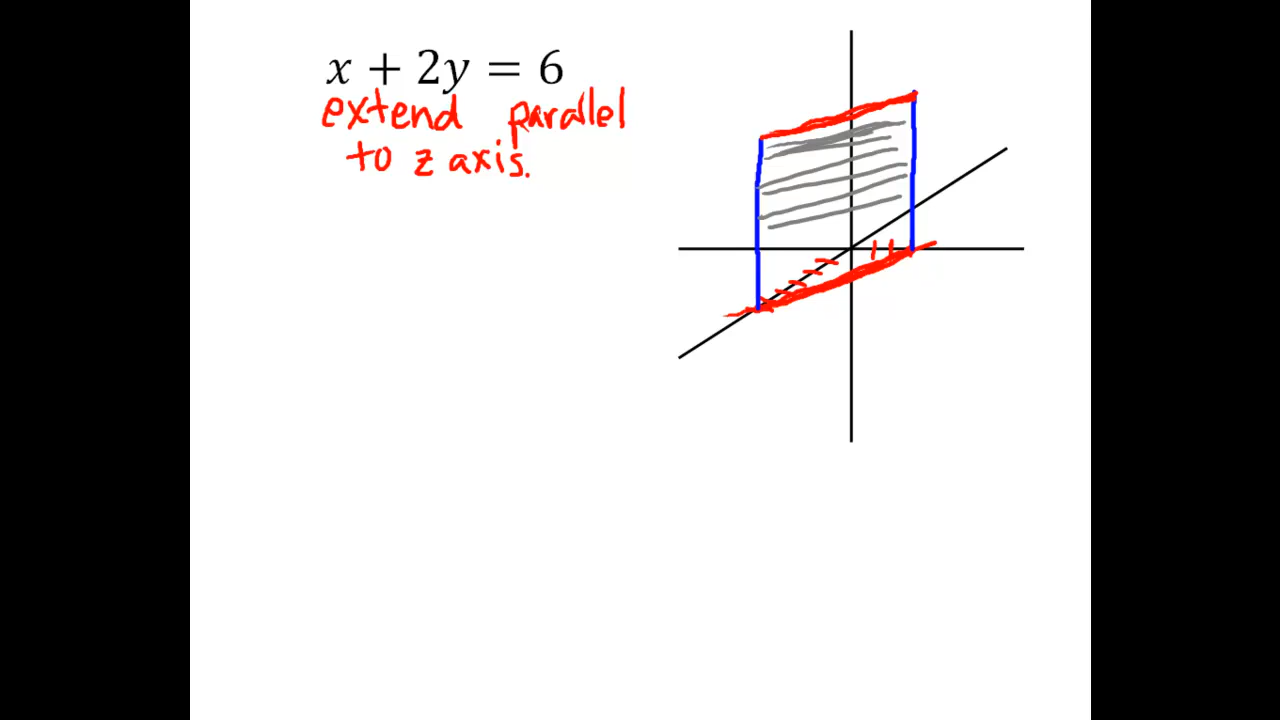 x + 2y = 6
extend parallel
to z axis.